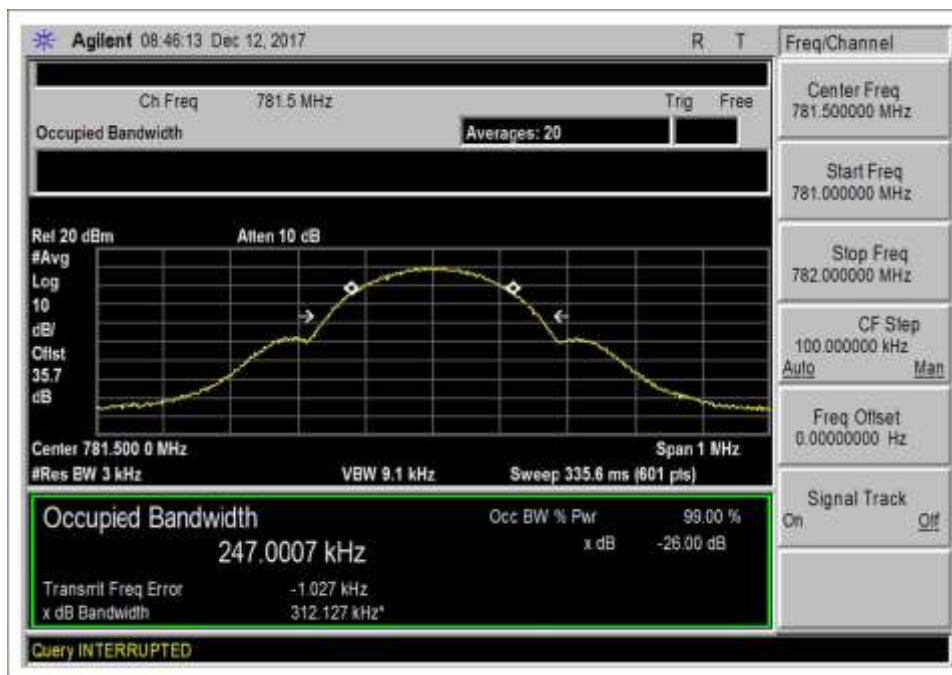 Agilent 08:46:13 Dec 12, 2017 R T
Freq/Channel
Ch Freq 781.5 MHz Trig Free
Occupied Bandwidth Averages: 20
Center Freq
781.500000 MHz
Start Freq
781.000000 MHz
Stop Freq
782.000000 MHz
CF Step
100.000000 kHz
Auto Man
Freq Offset
0.00000000 Hz
Signal Track
On Off
Ref 20 dBm Atten 10 dB
#Avg
Log
10
dB/
Offst
35.7
dB
Center 781.500 0 MHz Span 1 MHz
#Res BW 3 kHz VBW 9.1 kHz Sweep 335.6 ms (601 pts)
Occupied Bandwidth Occ BW % Pwr 99.00 %
247.0007 kHz x dB -26.00 dB
Transmit Freq Error -1.027 kHz
x dB Bandwidth 312.127 kHz*
Query INTERRUPTED